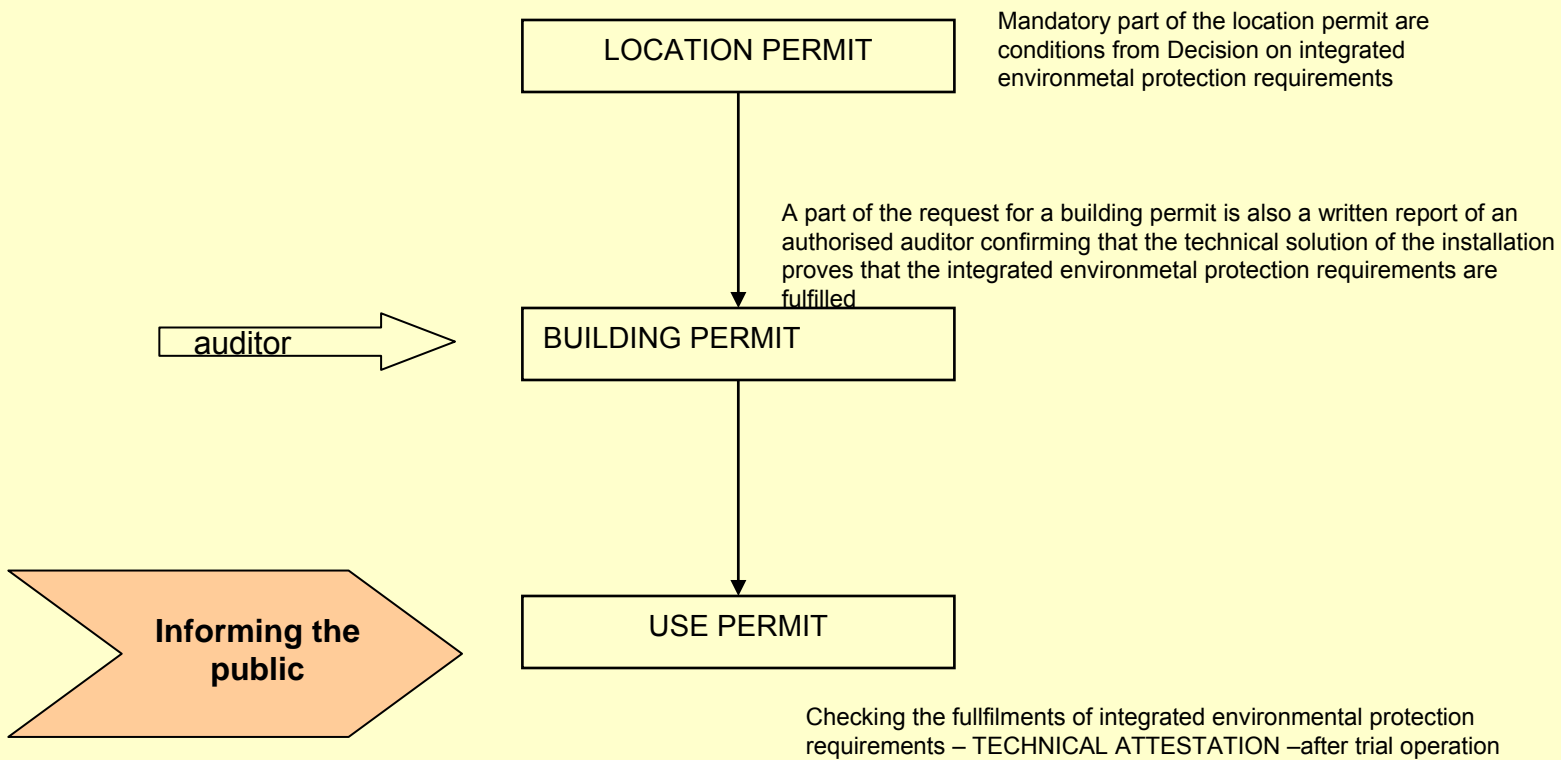 LOCATION PERMIT
Mandatory part of the location permit are
conditions from Decision on integrated
environmetal protection requirements
A part of the request for a building permit is also a written report of an
authorised auditor confirming that the technical solution of the installation
proves that the integrated environmetal protection requirements are
fulfilled
auditor
BUILDING PERMIT
Informing the
public
USE PERMIT
Checking the fullfilments of integrated environmental protection
requirements – TECHNICAL ATTESTATION –after trial operation